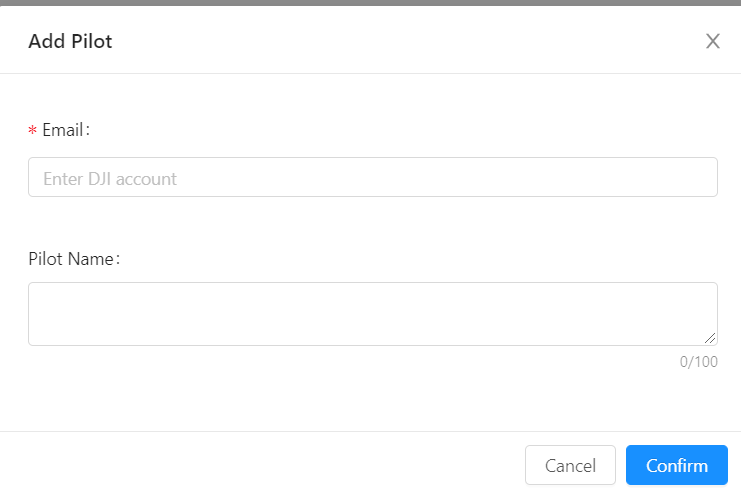 Add Pilot
* Email:
Enter DJI account
Pilot Name:
0/100
Cancel Confirm